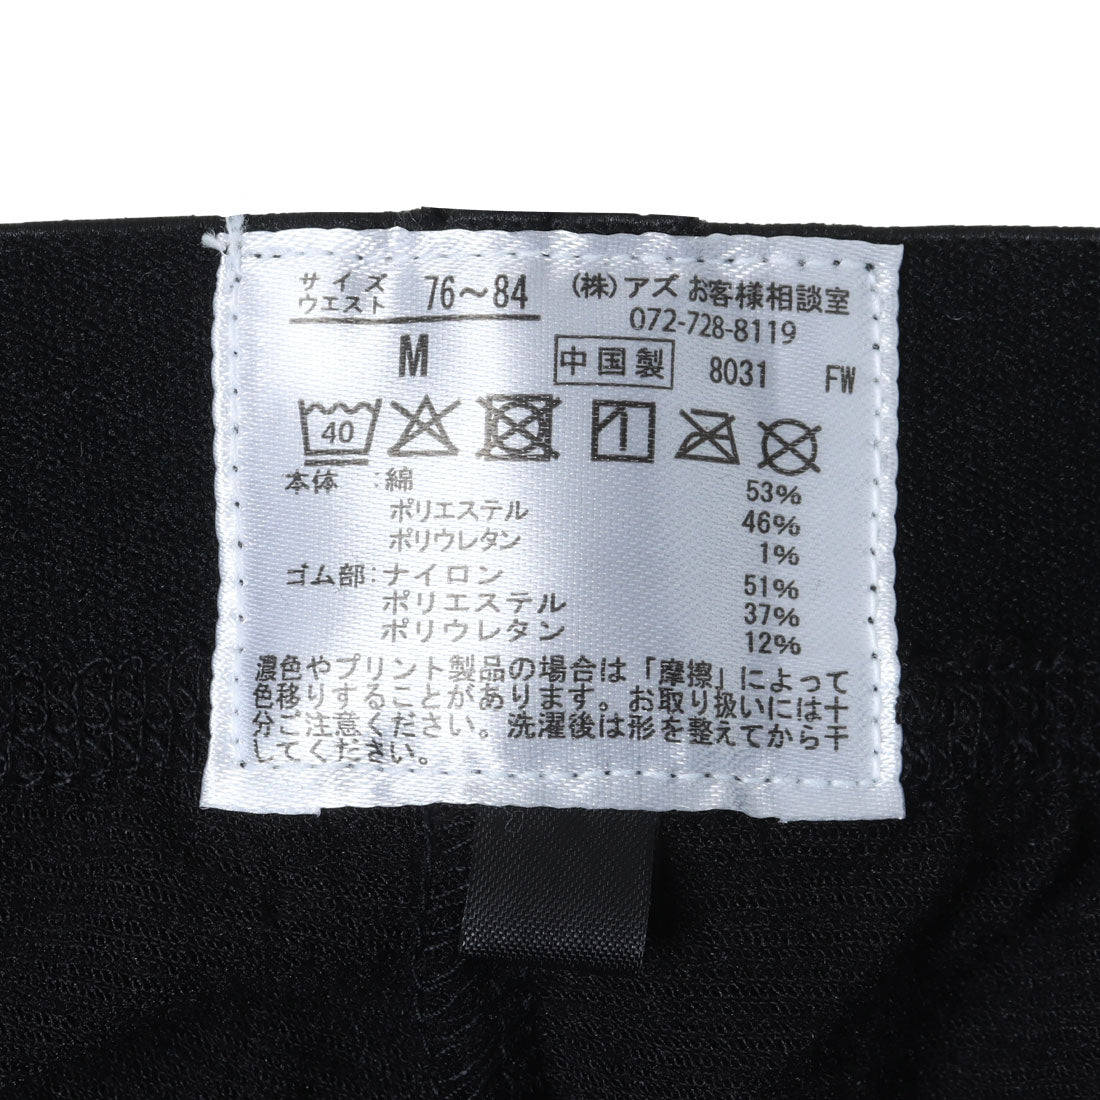 サイズ
ウエスト 76～84
M
(株)アズ お客様相談室
072-728-8119
中国製 8031 FW
40
本体 :綿 53%
ポリエステル 46%
ポリウレタン 1%
ゴム部:ナイロン 51%
ポリエステル 37%
ポリウレタン 12%
濃色やプリント製品の場合は「摩擦」によって
色移りすることがあります。お取り扱いには十
分ご注意ください。洗濯後は形を整えてから干
してください。